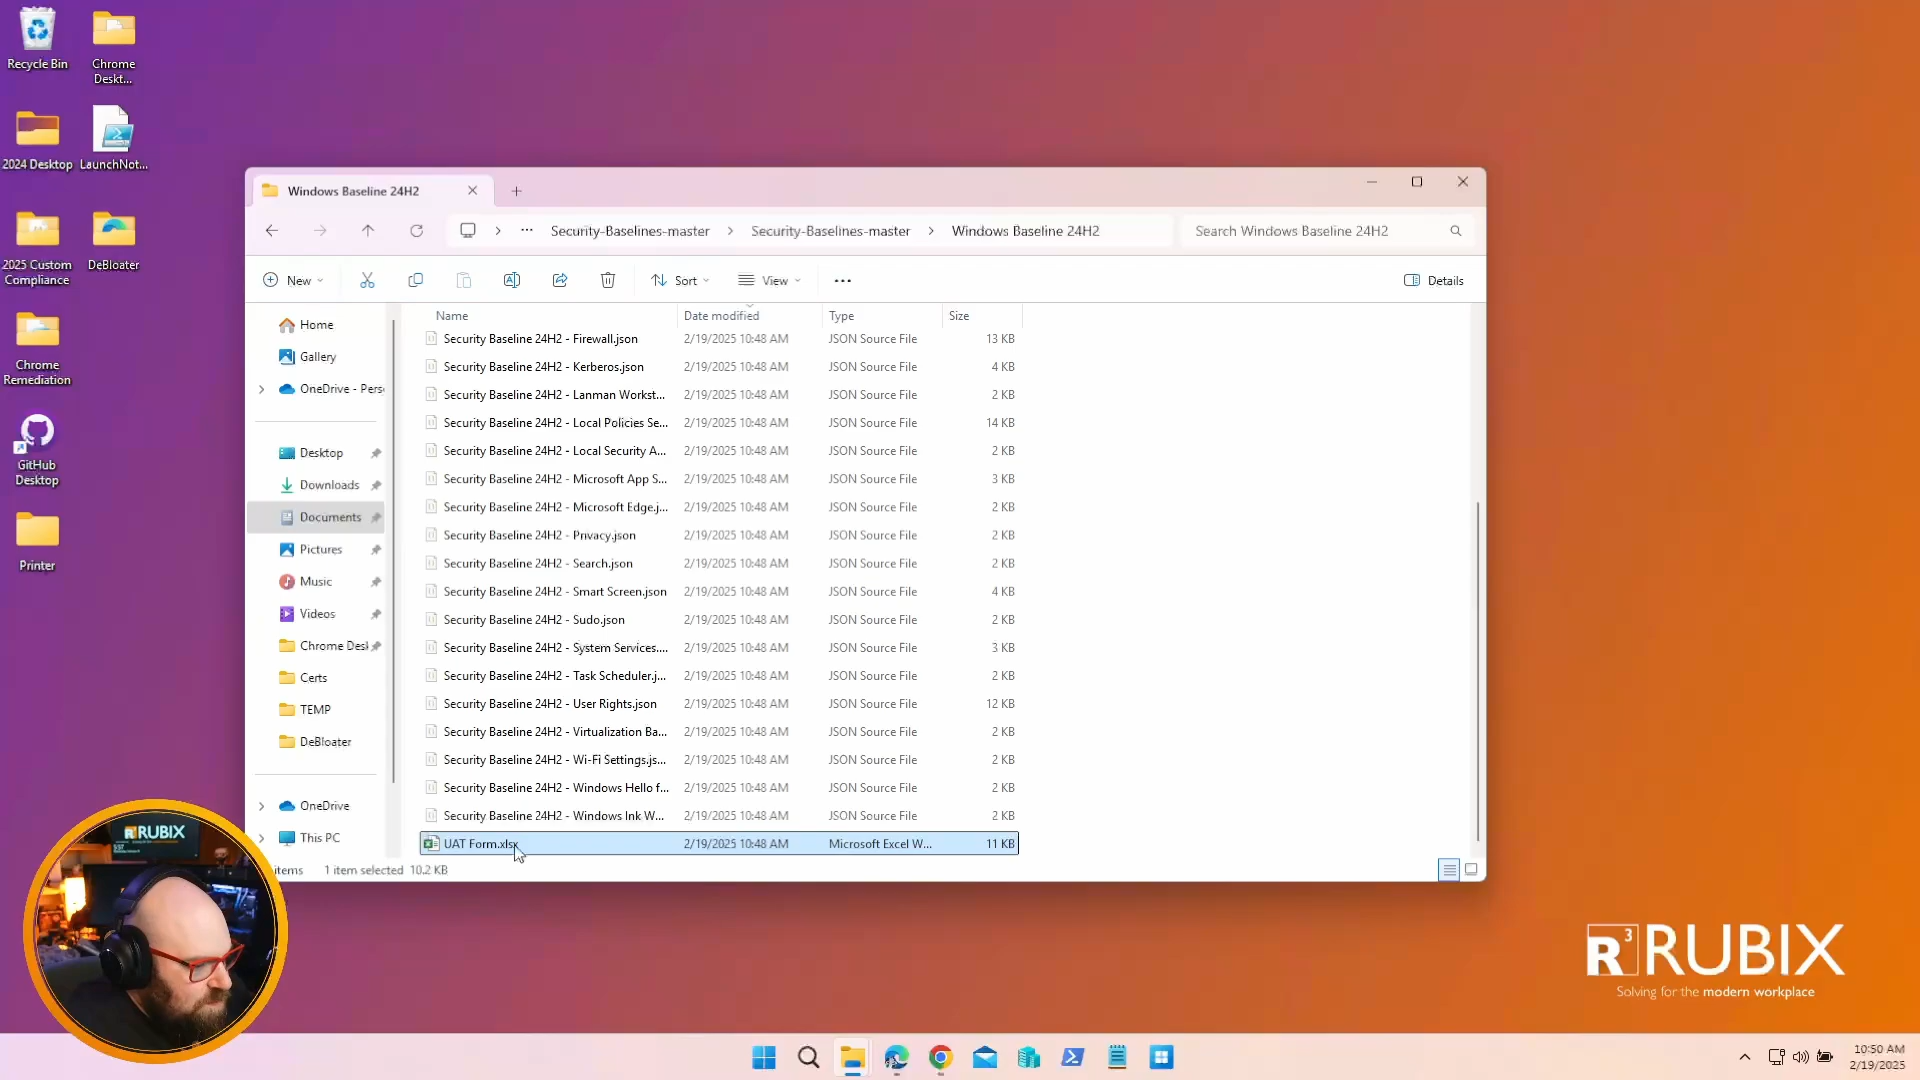 Recycle Bin
Chrome
Deskt...
2024 Desktop
LaunchNot...
2025 Custom
Compliance
DeBloater
Chrome
Remediation
GitHub
Desktop
Printer
Windows Baseline 24H2
Security-Baselines-master
Security-Baselines-master
Windows Baseline 24H2
Search Windows Baseline 24H2
New
Sort
View
Details
Home
Gallery
OneDrive - Pers
Desktop
Downloads
Documents
Pictures
Music
Videos
Chrome Desk
Certs
TEMP
DeBloater
OneDrive
This PC
Name Date modified Type Size
Security Baseline 24H2 - Firewall.json 2/19/2025 10:48 AM JSON Source File 13 KB
Security Baseline 24H2 - Kerberos.json 2/19/2025 10:48 AM JSON Source File 4 KB
Security Baseline 24H2 - Lanman Workst... 2/19/2025 10:48 AM JSON Source File 2 KB
Security Baseline 24H2 - Local Policies Se... 2/19/2025 10:48 AM JSON Source File 14 KB
Security Baseline 24H2 - Local Security A... 2/19/2025 10:48 AM JSON Source File 2 KB
Security Baseline 24H2 - Microsoft App S... 2/19/2025 10:48 AM JSON Source File 3 KB
Security Baseline 24H2 - Microsoft Edge.j... 2/19/2025 10:48 AM JSON Source File 2 KB
Security Baseline 24H2 - Privacy.json 2/19/2025 10:48 AM JSON Source File 2 KB
Security Baseline 24H2 - Search.json 2/19/2025 10:48 AM JSON Source File 2 KB
Security Baseline 24H2 - Smart Screen.json 2/19/2025 10:48 AM JSON Source File 4 KB
Security Baseline 24H2 - Sudo.json 2/19/2025 10:48 AM JSON Source File 2 KB
Security Baseline 24H2 - System Services.... 2/19/2025 10:48 AM JSON Source File 3 KB
Security Baseline 24H2 - Task Scheduler.j... 2/19/2025 10:48 AM JSON Source File 2 KB
Security Baseline 24H2 - User Rights.json 2/19/2025 10:48 AM JSON Source File 12 KB
Security Baseline 24H2 - Virtualization Ba... 2/19/2025 10:48 AM JSON Source File 2 KB
Security Baseline 24H2 - Wi-Fi Settings.js... 2/19/2025 10:48 AM JSON Source File 2 KB
Security Baseline 24H2 - Windows Hello f... 2/19/2025 10:48 AM JSON Source File 2 KB
Security Baseline 24H2 - Windows Ink W... 2/19/2025 10:48 AM JSON Source File 2 KB
UAT Form.xlsx 2/19/2025 10:48 AM Microsoft Excel W... 11 KB
items 1 item selected 10.2 KB
RUBIX
R3 RUBIX
Solving for the modern workplace
10:50 AM
2/19/2025